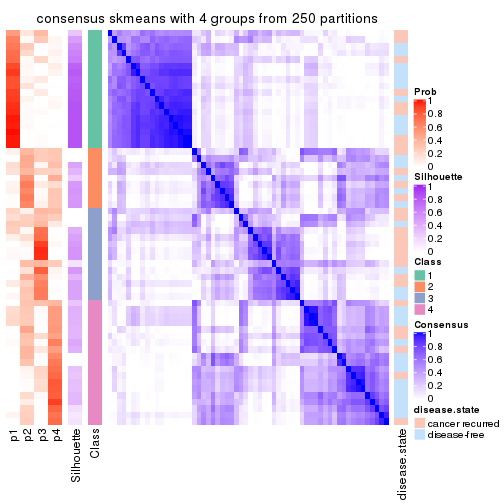 consensus skmeans with 4 groups from 250 partitions
Prob
1
0.8
0.6
0.4
0.2
0
Silhouette
1
0.8
0.6
0.4
0.2
0
Class
1
2
3
4
Consensus
1
0.8
0.6
0.4
0.2
0
disease.state
cancer recurred
disease-free
p1
p2
p3
p4
Silhouette
Class
disease.state